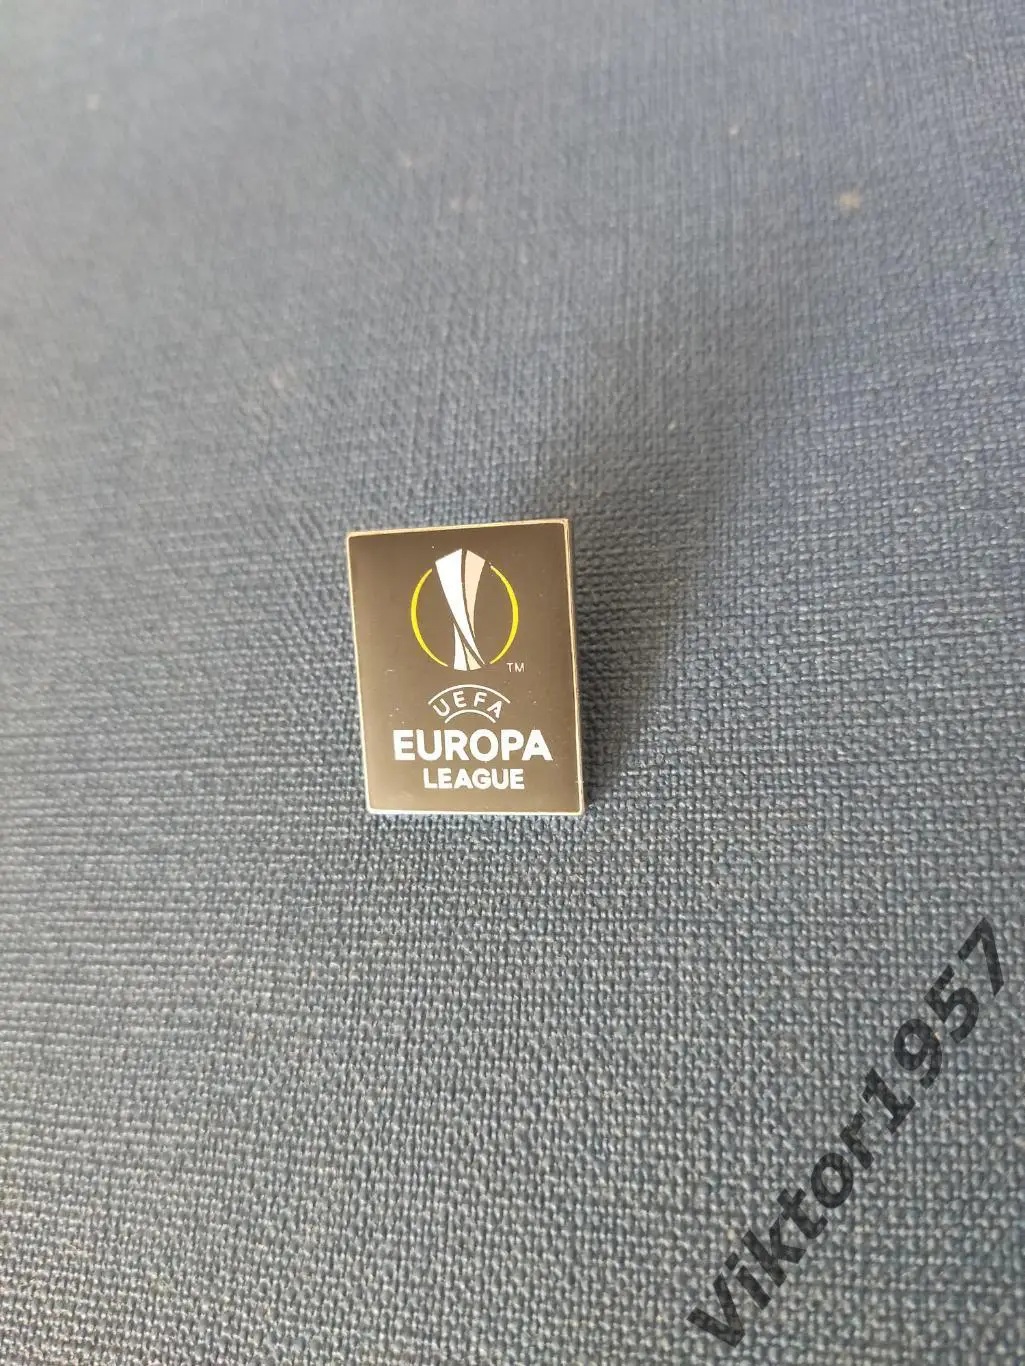 TM
UEFA
EUROPA
LEAGUE
Viktor1957